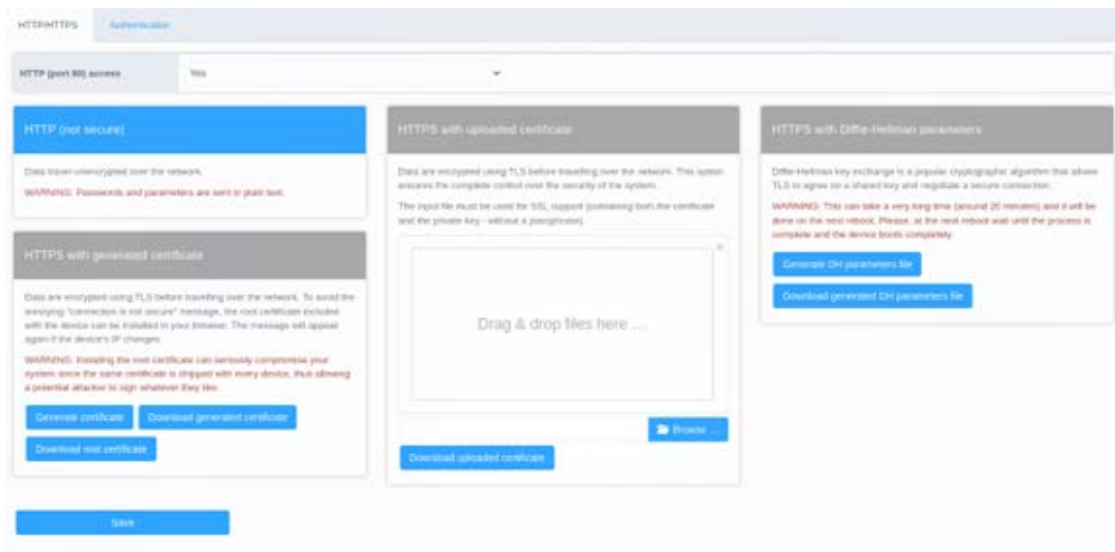 HTTP/HTTPS
Authentication
HTTP (port 80) access
Yes
HTTP (not secure)
Data travel unencrypted over the network.
WARNING: Passwords and parameters are sent in plain text.
HTTPS with generated certificate
Data are encrypted using TLS before travelling over the network. To avoid the
annoying "connection is not secure" message, the root certificate included
with the device can be installed in your browser. The message will appear
again if the device's IP changes.
WARNING: Installing the root certificate can seriously compromise your
system since the same certificate is shipped with every device, thus allowing
a potential attacker to sign whatever they like.
Generate certificate
Download generated certificate
Download root certificate
HTTPS with uploaded certificate
Data are encrypted using TLS before travelling over the network. This option
ensures the complete control over the security of the system.
The input file must be used for SSL support (containing both the certificate
and the private key - without a passphrase).
×
Drag & drop files here ...
Browse ...
Download uploaded certificate
HTTPS with Diffie-Hellman parameters
Diffie-Hellman key exchange is a popular cryptographic algorithm that allows
TLS to agree on a shared key and negotiate a secure connection.
WARNING: This can take a very long time (around 20 minutes) and it will be
done on the next reboot. Please, at the next reboot wait until the process is
complete and the device boots completely.
Generate DH parameters file
Download generated DH parameters file
Save